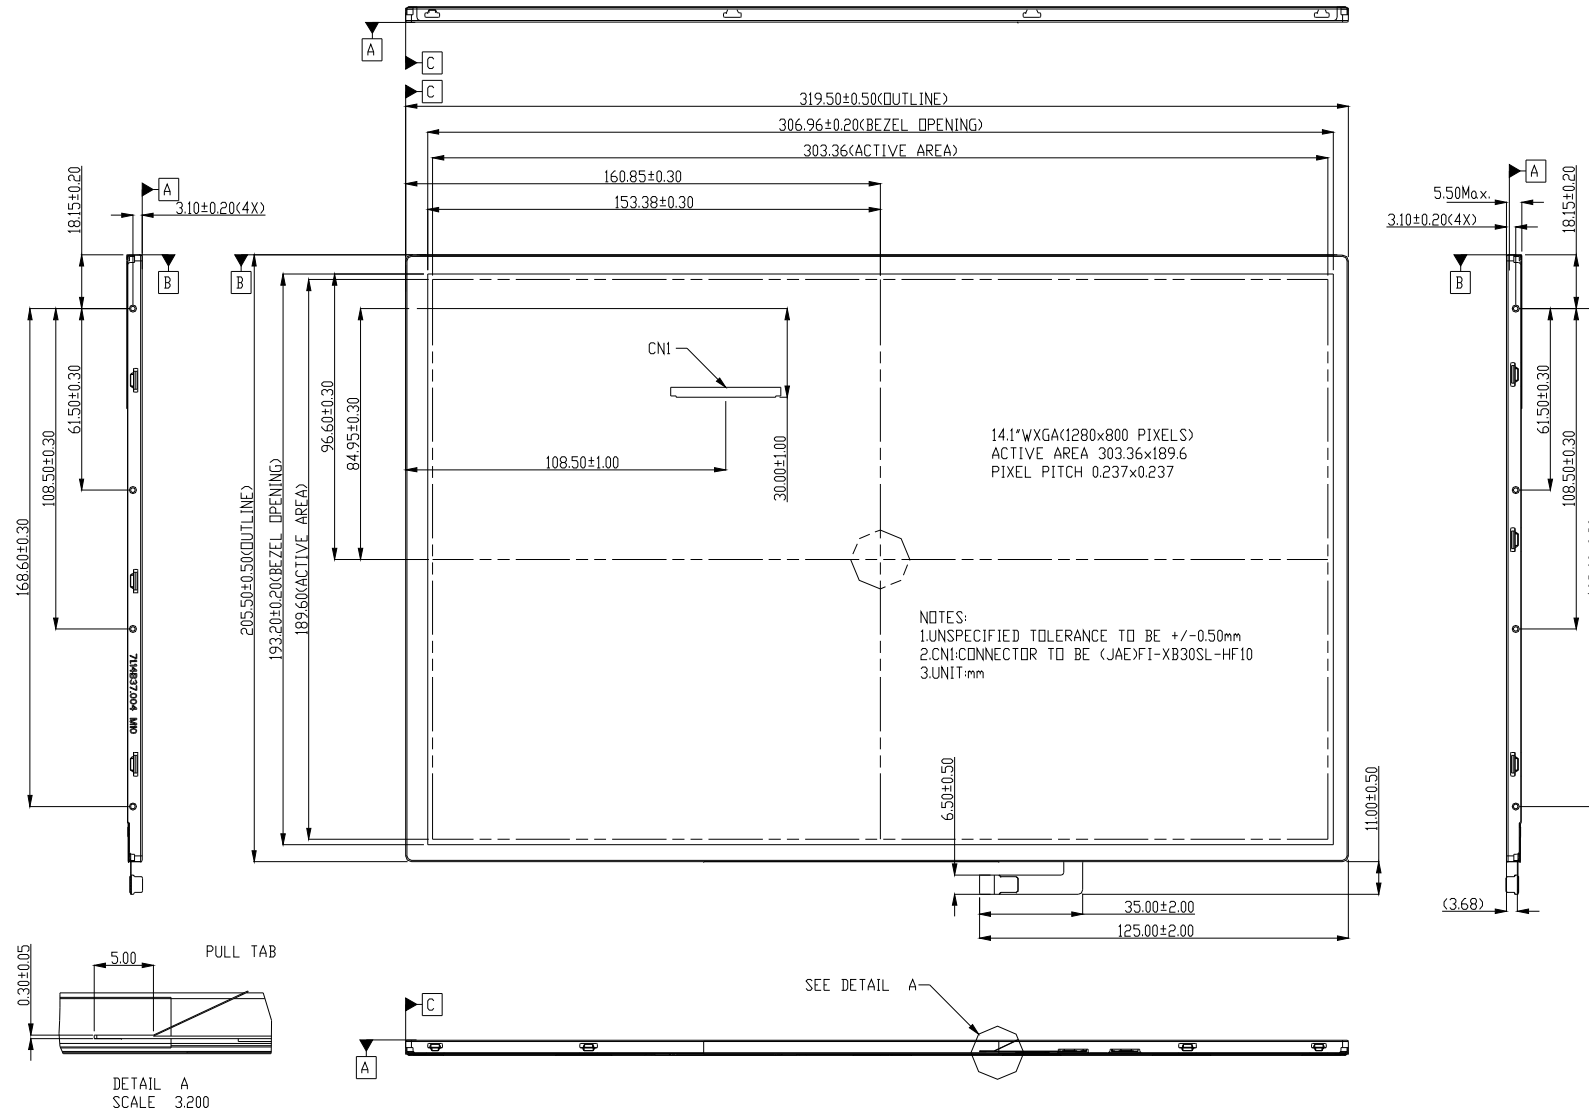 A
C
C
319.50±0.50(OUTLINE)
306.96±0.20(BEZEL OPENING)
303.36(ACTIVE AREA)
160.85±0.30
153.38±0.30
18.15±0.20
A
3.10±0.20(4X)
B
B
A
5.50Max.
3.10±0.20(4X)
18.15±0.20
B
CN1
61.50±0.30
108.50±0.30
168.60±0.30
96.60±0.30
84.95±0.30
108.50±1.00
30.00±1.00
205.50±0.50(OUTLINE)
193.20±0.20(BEZEL OPENING)
189.60(ACTIVE AREA)
14.1"WXGA(1280x800 PIXELS)
ACTIVE AREA 303.36x189.6
PIXEL PITCH 0.237x0.237
61.50±0.30
108.50±0.30
NOTES:
1.UNSPECIFIED TOLERANCE TO BE +/-0.50mm
2.CN1:CONNECTOR TO BE (JAE)FI-XB30SL-HF10
3.UNIT:mm
6.50±0.50
11.00±0.50
35.00±2.00
125.00±2.00
(3.68)
0.30±0.05
5.00
PULL TAB
DETAIL A
SCALE 3.200
SEE DETAIL A
C
A